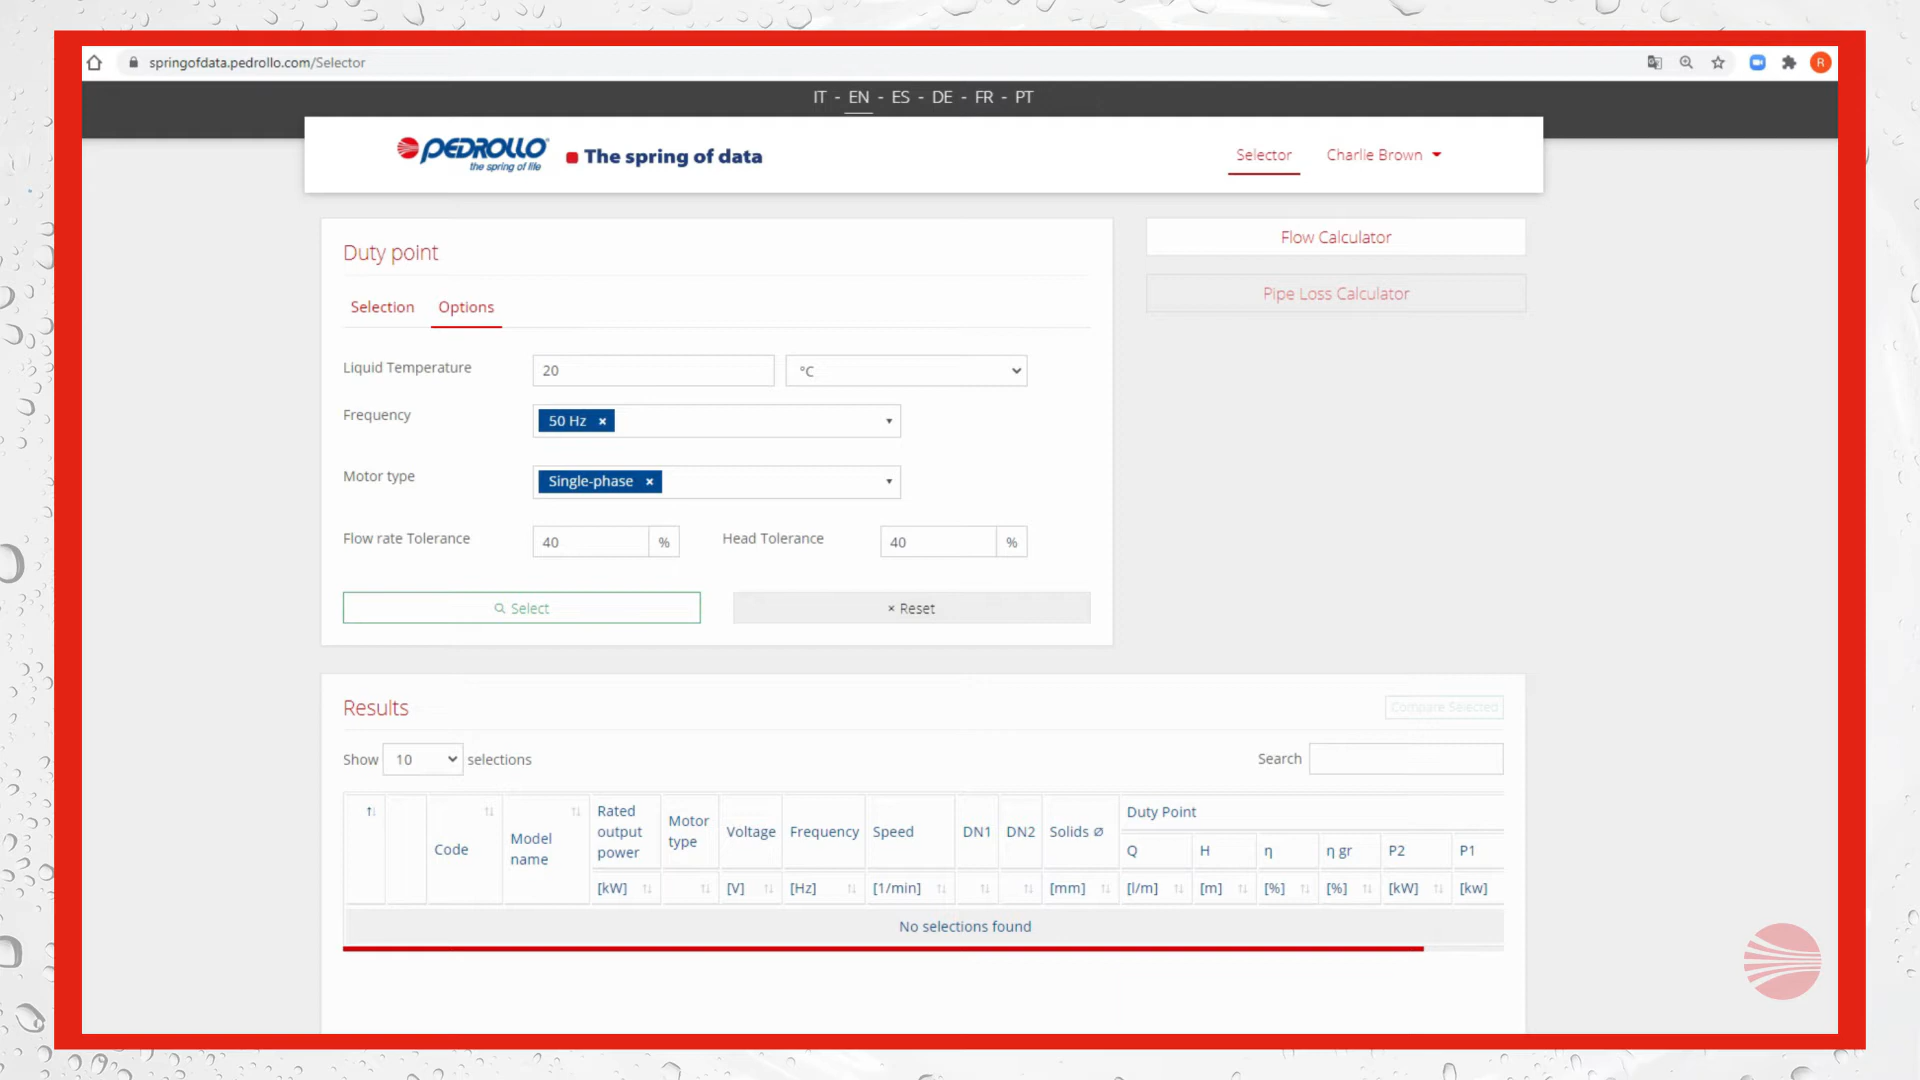 springofdata.pedrollo.com/Selector
R
IT - EN - ES - DE - FR - PT
PEDROLLO
the spring of life
The spring of data
Selector
Charlie Brown
Duty point
Selection Options
Liquid Temperature 20 °C
Frequency 50 Hz ×
Motor type Single-phase ×
Flow rate Tolerance 40 % Head Tolerance 40 %
Select × Reset
Flow Calculator
Pipe Loss Calculator
Results
Compare Selected
Show 10 selections
Search
Code
Model name
Rated output power
Motor type
Voltage
Frequency
Speed
DN1
DN2
Solids Ø
Duty Point
Q H η η gr P2 P1
[kW] [V] [Hz] [1/min] [mm] [l/m] [m] [%] [%] [kW] [kw]
No selections found